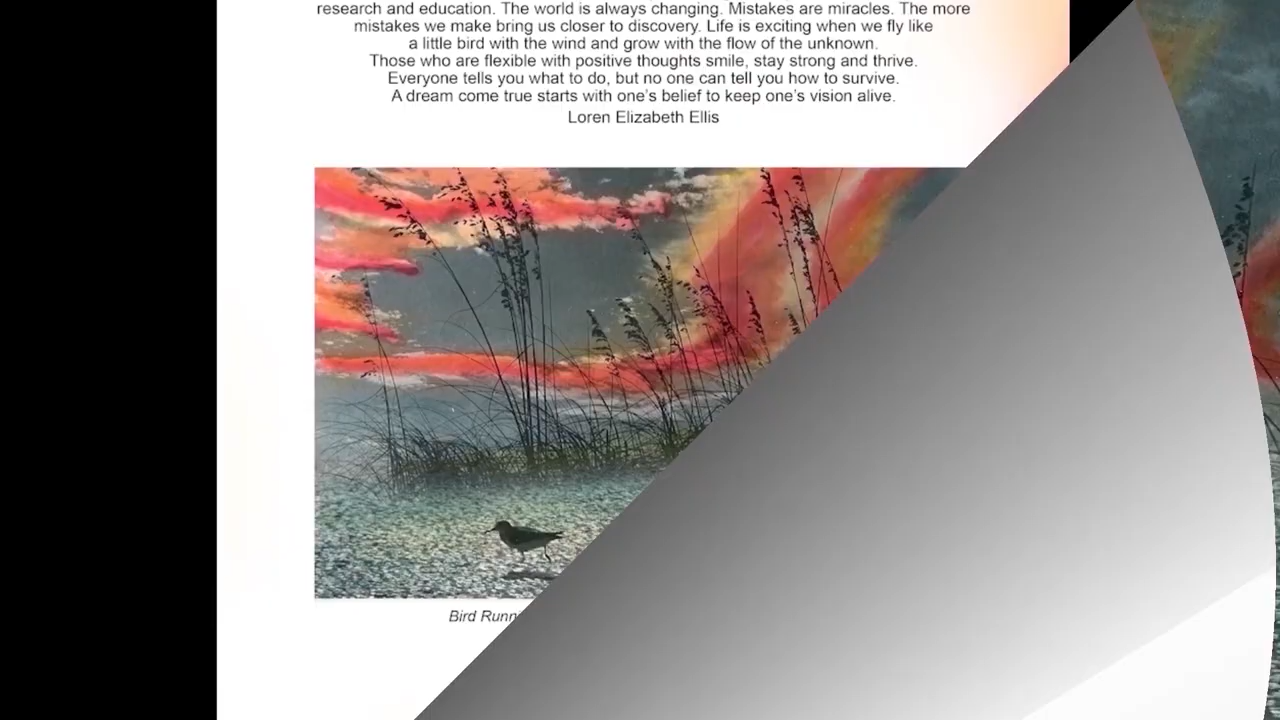 research and education. The world is always changing. Mistakes are miracles. The more
mistakes we make bring us closer to discovery. Life is exciting when we fly like
a little bird with the wind and grow with the flow of the unknown.
Those who are flexible with positive thoughts smile, stay strong and thrive.
Everyone tells you what to do, but no one can tell you how to survive.
A dream come true starts with one's belief to keep one's vision alive.
Loren Elizabeth Ellis
Bird